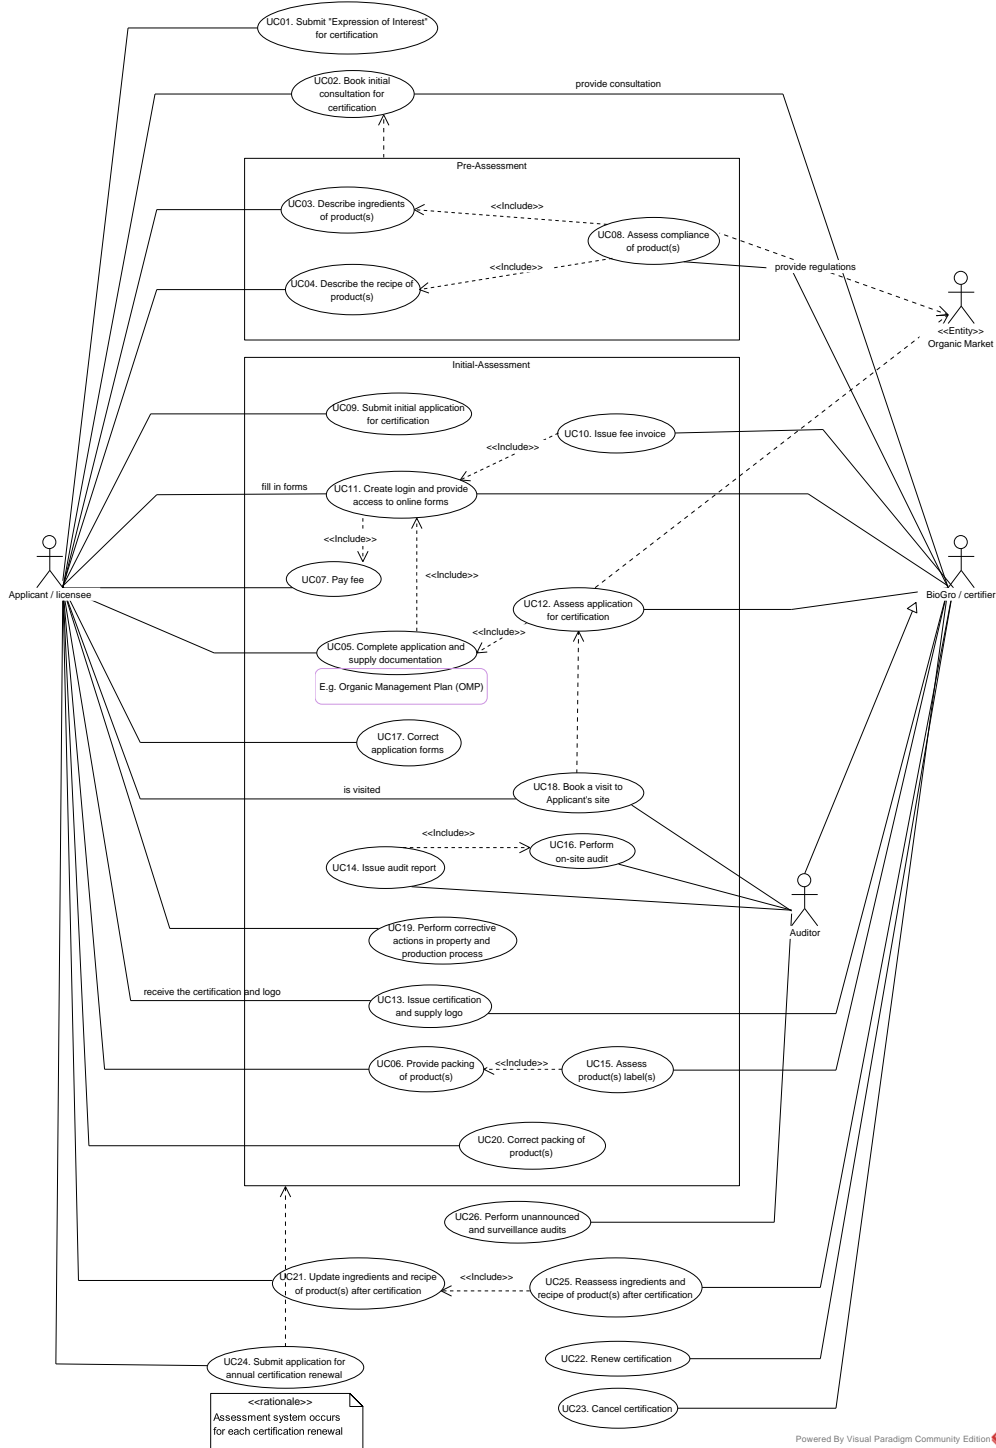 UC01. Submit "Expression of Interest"
for certification
UC02. Book initial
consultation for
certification
provide consultation
Pre-Assessment
UC03. Describe ingredients
of product(s)
<<Include>>
UC08. Assess compliance
of product(s)
UC04. Describe the recipe of
product(s)
<<Include>>
provide regulations
<<Entity>>
Organic Market
Initial-Assessment
UC09. Submit initial application
for certification
UC10. Issue fee invoice
<<Include>>
fill in forms
UC11. Create login and provide
access to online forms
<<Include>>
UC07. Pay fee
<<Include>>
Applicant / licensee
BioGro / certifier
UC12. Assess application
for certification
<<Include>>
UC05. Complete application and
supply documentation
E.g. Organic Management Plan (OMP)
UC17. Correct
application forms
is visited
UC18. Book a visit to
Applicant's site
<<Include>>
UC16. Perform
on-site audit
UC14. Issue audit report
Auditor
UC19. Perform corrective
actions in property and
production process
receive the certification and logo
UC13. Issue certification
and supply logo
UC06. Provide packing
of product(s)
<<Include>>
UC15. Assess
product(s) label(s)
UC20. Correct packing of
product(s)
UC26. Perform unannounced
and surveillance audits
UC21. Update ingredients and recipe
of product(s) after certification
<<Include>>
UC25. Reassess ingredients and
recipe of product(s) after certification
UC24. Submit application for
annual certification renewal
UC22. Renew certification
<<rationale>>
Assessment system occurs
for each certification renewal
UC23. Cancel certification
Powered By Visual Paradigm Community Edition